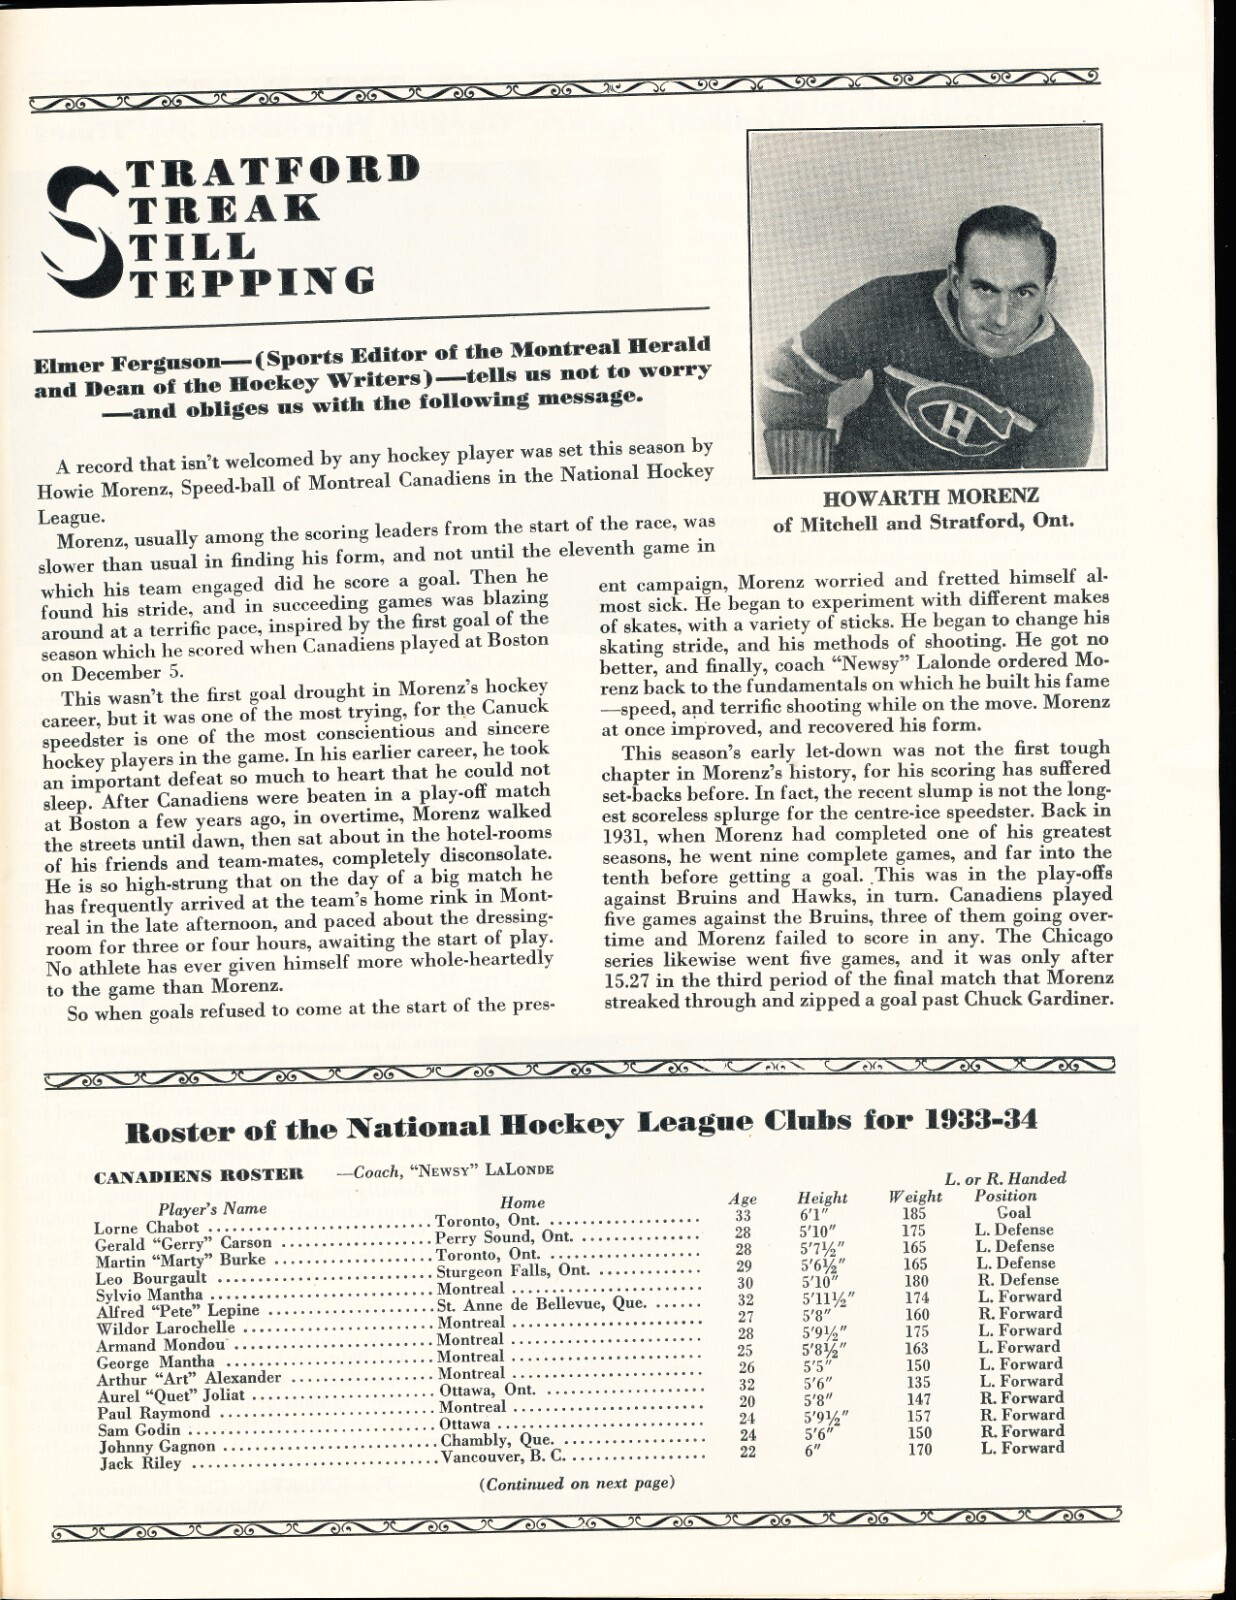 STRATFORD
STREAK
STILL
STEPPING
Elmer Ferguson—(Sports Editor of the Montreal Herald
and Dean of the Hockey Writers)—tells us not to worry
—and obliges us with the following message.
A record that isn't welcomed by any hockey player was set this season by
Howie Morenz, Speed-ball of Montreal Canadiens in the National Hockey
League.
Morenz, usually among the scoring leaders from the start of the race, was
slower than usual in finding his form, and not until the eleventh game in
which his team engaged did he score a goal. Then he
found his stride, and in succeeding games was blazing
around at a terrific pace, inspired by the first goal of the
season which he scored when Canadiens played at Boston
on December 5.
This wasn't the first goal drought in Morenz's hockey
career, but it was one of the most trying, for the Canuck
speedster is one of the most conscientious and sincere
hockey players in the game. In his earlier career, he took
an important defeat so much to heart that he could not
sleep. After Canadiens were beaten in a play-off match
at Boston a few years ago, in overtime, Morenz walked
the streets until dawn, then sat about in the hotel-rooms
of his friends and team-mates, completely disconsolate.
He is so high-strung that on the day of a big match he
has frequently arrived at the team's home rink in Mont-
real in the late afternoon, and paced about the dressing-
room for three or four hours, awaiting the start of play.
No athlete has ever given himself more whole-heartedly
to the game than Morenz.
So when goals refused to come at the start of the pres-
H
HOWARTH MORENZ
of Mitchell and Stratford, Ont.
ent campaign, Morenz worried and fretted himself al-
most sick. He began to experiment with different makes
of skates, with a variety of sticks. He began to change his
skating stride, and his methods of shooting. He got no
better, and finally, coach "Newsy" Lalonde ordered Mo-
renz back to the fundamentals on which he built his fame
—speed, and terrific shooting while on the move. Morenz
at once improved, and recovered his form.
This season's early let-down was not the first tough
chapter in Morenz's history, for his scoring has suffered
set-backs before. In fact, the recent slump is not the long-
est scoreless splurge for the centre-ice speedster. Back in
1931, when Morenz had completed one of his greatest
seasons, he went nine complete games, and far into the
tenth before getting a goal. This was in the play-offs
against Bruins and Hawks, in turn. Canadiens played
five games against the Bruins, three of them going over-
time and Morenz failed to score in any. The Chicago
series likewise went five games, and it was only after
15.27 in the third period of the final match that Morenz
streaked through and zipped a goal past Chuck Gardiner.
Roster of the National Hockey League Clubs for 1933-34
CANADIENS ROSTER —Coach, "NEWSY" LALONDE
L. or R. Handed
Player's Name Home Age Height Weight Position
Lorne Chabot Toronto, Ont. 33 6'1" 185 Goal
Gerald "Gerry" Carson Perry Sound, Ont. 28 5'10" 175 L. Defense
Martin "Marty" Burke Toronto, Ont. 28 5'7½" 165 L. Defense
Leo Bourgault Sturgeon Falls, Ont. 29 5'6½" 165 L. Defense
Sylvio Mantha Montreal 30 5'10" 180 R. Defense
Alfred "Pete" Lepine St. Anne de Bellevue, Que. 32 5'11½" 174 L. Forward
Wildor Larochelle Montreal 27 5'8" 160 R. Forward
Armand Mondou Montreal 28 5'9½" 175 L. Forward
George Mantha Montreal 25 5'8½" 163 L. Forward
Arthur "Art" Alexander Montreal 26 5'5" 150 L. Forward
Aurel "Quet" Joliat Ottawa, Ont. 32 5'6" 135 L. Forward
Paul Raymond Montreal 20 5'8" 147 R. Forward
Sam Godin Ottawa 24 5'9½" 157 R. Forward
Johnny Gagnon Chambly, Que. 24 5'6" 150 R. Forward
Jack Riley Vancouver, B. C. 22 6" 170 L. Forward
(Continued on next page)